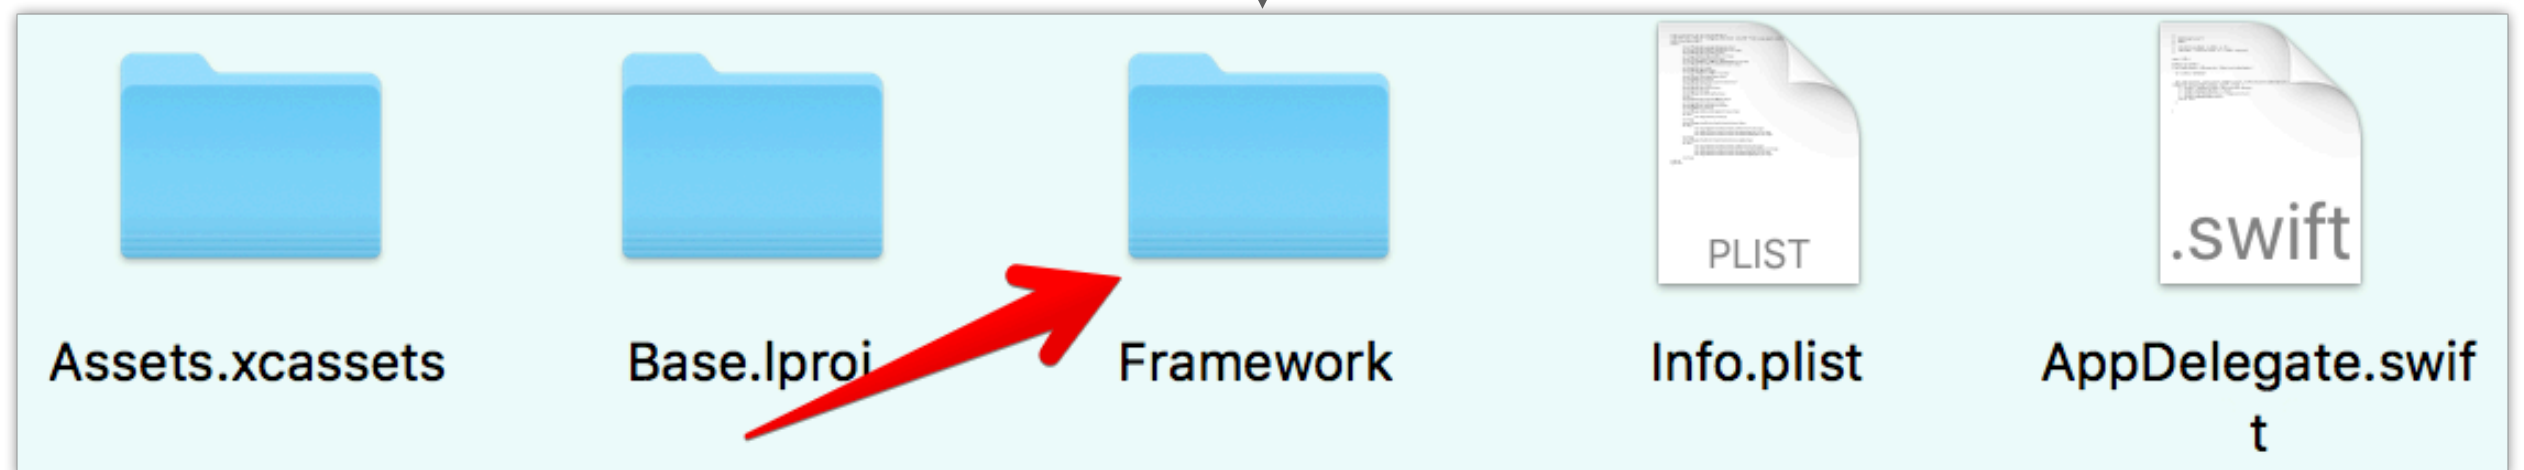 PLIST
.swift
Assets.xcassets
Base.lproj
Framework
Info.plist
AppDelegate.swif
t